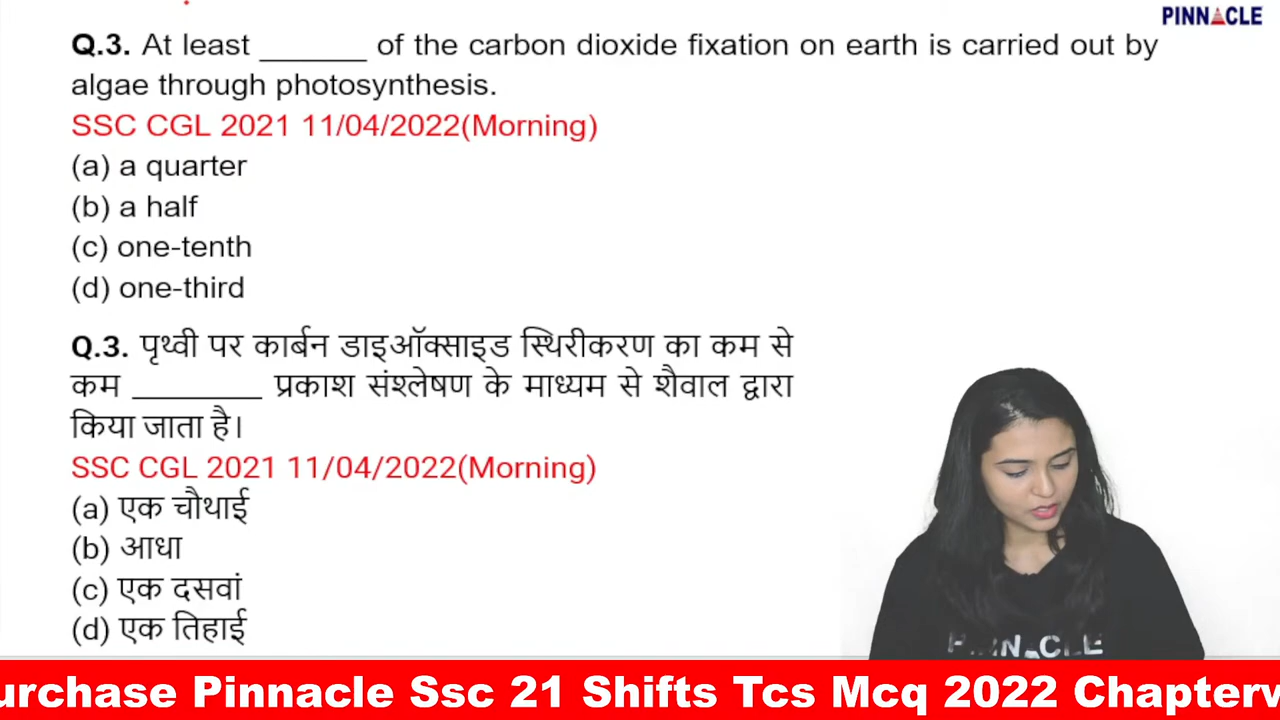 PINNACLE
Q.3. At least _______ of the carbon dioxide fixation on earth is carried out by
algae through photosynthesis.
SSC CGL 2021 11/04/2022(Morning)
(a) a quarter
(b) a half
(c) one-tenth
(d) one-third
Q.3. पृथ्वी पर कार्बन डाइऑक्साइड स्थिरीकरण का कम से
कम _________ प्रकाश संश्लेषण के माध्यम से शैवाल द्वारा
किया जाता है।
SSC CGL 2021 11/04/2022(Morning)
(a) एक चौथाई
(b) आधा
(c) एक दसवां
(d) एक तिहाई
PINNACLE
urchase Pinnacle Ssc 21 Shifts Tcs Mcq 2022 Chapterv